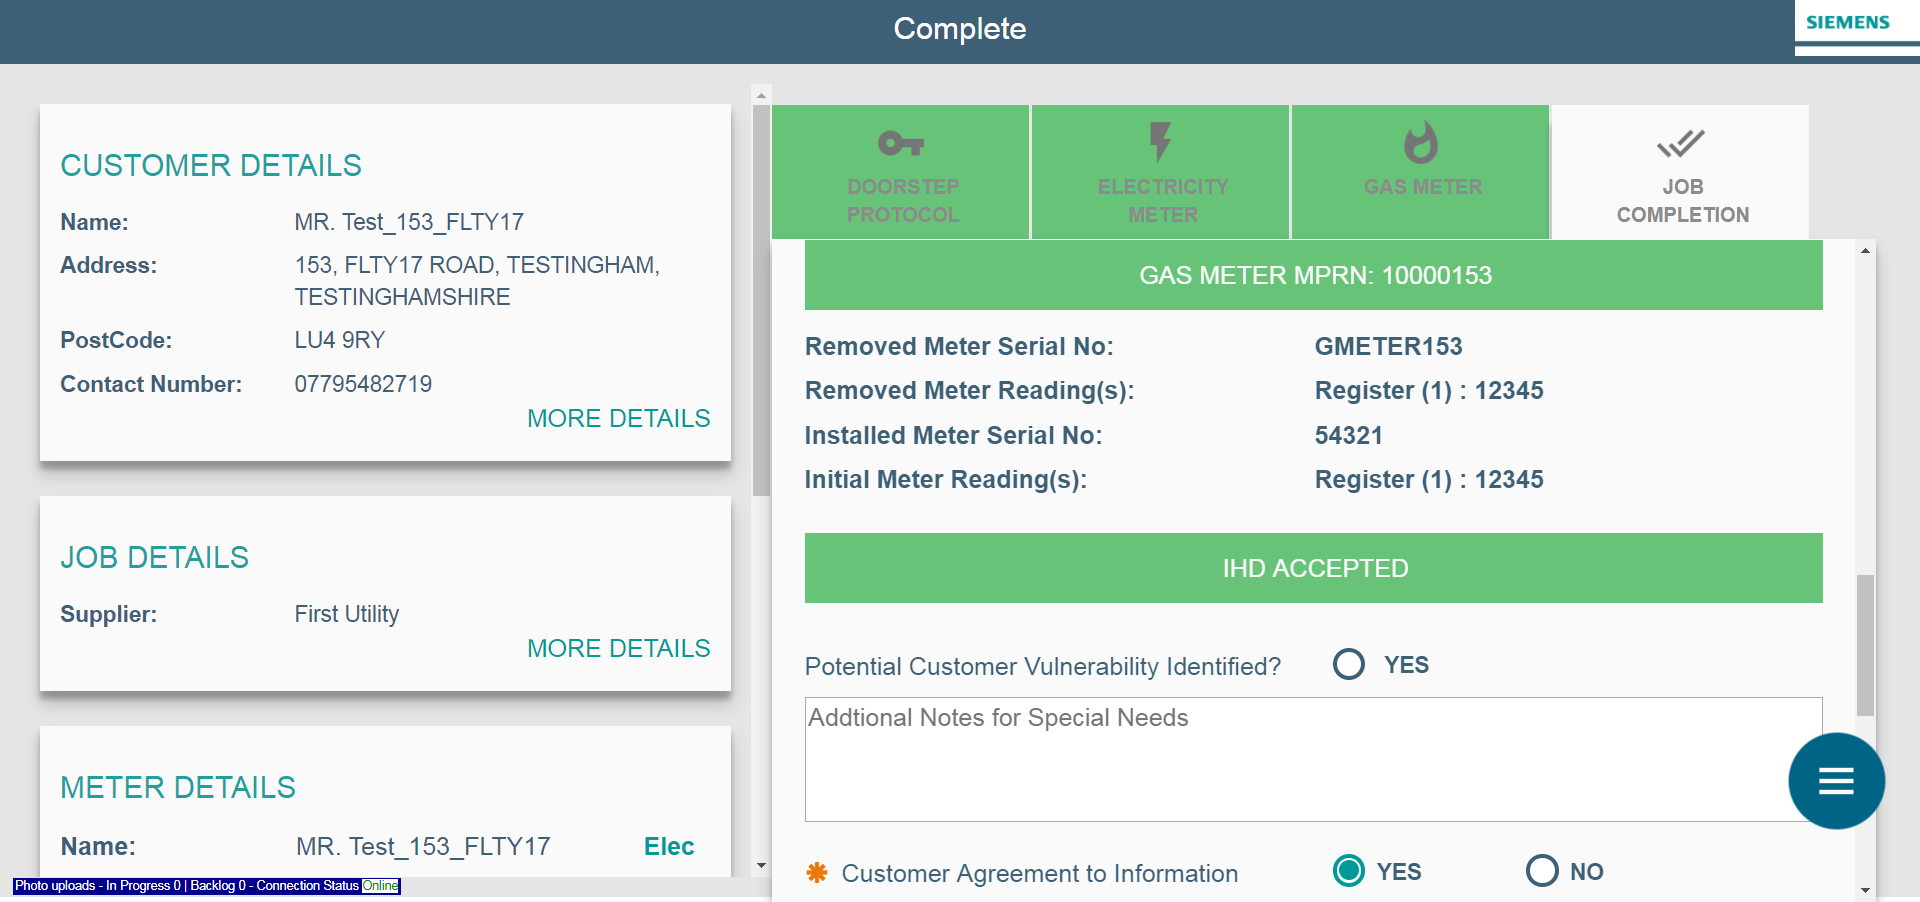 Complete
SIEMENS
CUSTOMER DETAILS
Name: MR. Test_153_FLTY17
Address: 153, FLTY17 ROAD, TESTINGHAM,
TESTINGHAMSHIRE
PostCode: LU4 9RY
Contact Number: 07795482719
MORE DETAILS
JOB DETAILS
Supplier: First Utility
MORE DETAILS
METER DETAILS
Name: MR. Test_153_FLTY17 Elec
Photo uploads - In Progress 0 | Backlog 0 - Connection Status Online
DOORSTEP
PROTOCOL
ELECTRICITY
METER
GAS METER
JOB
COMPLETION
GAS METER MPRN: 10000153
Removed Meter Serial No: GMETER153
Removed Meter Reading(s): Register (1) : 12345
Installed Meter Serial No: 54321
Initial Meter Reading(s): Register (1) : 12345
IHD ACCEPTED
Potential Customer Vulnerability Identified? YES
Addtional Notes for Special Needs
Customer Agreement to Information YES NO